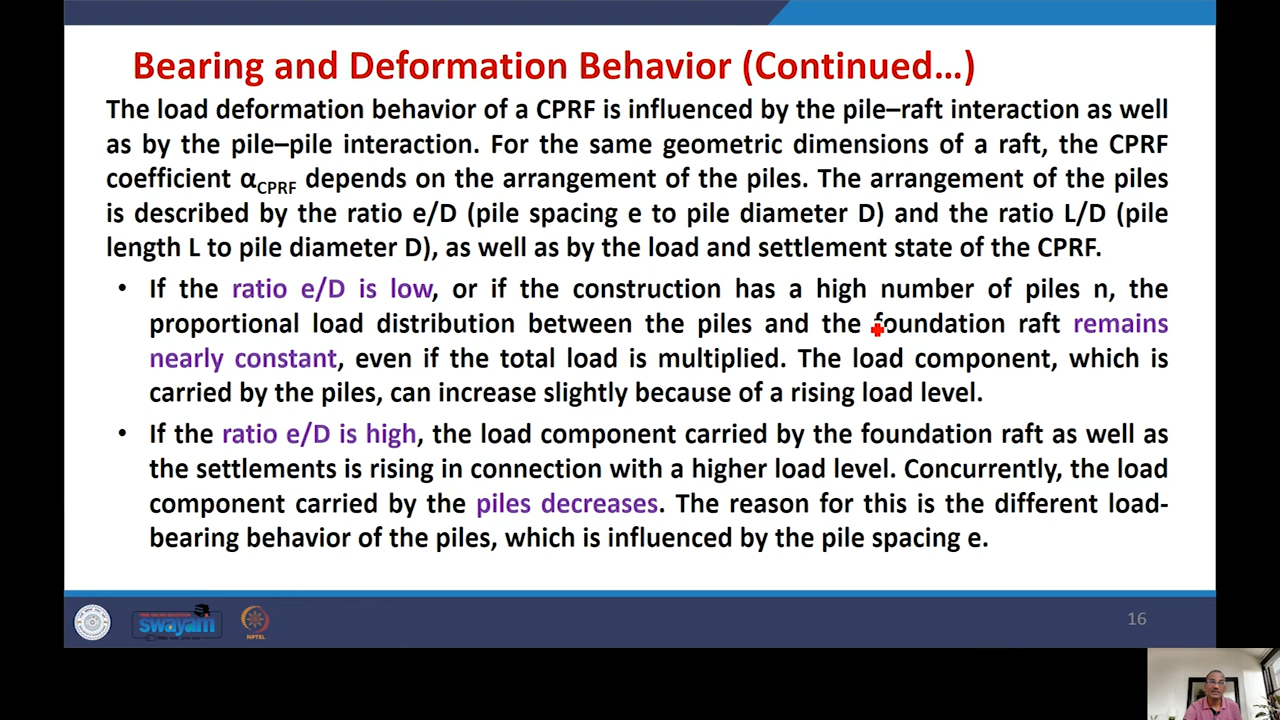 Bearing and Deformation Behavior (Continued…)
The load deformation behavior of a CPRF is influenced by the pile–raft interaction as well
as by the pile–pile interaction. For the same geometric dimensions of a raft, the CPRF
coefficient αCPRF depends on the arrangement of the piles. The arrangement of the piles
is described by the ratio e/D (pile spacing e to pile diameter D) and the ratio L/D (pile
length L to pile diameter D), as well as by the load and settlement state of the CPRF.
• If the ratio e/D is low, or if the construction has a high number of piles n, the
proportional load distribution between the piles and the foundation raft remains
nearly constant, even if the total load is multiplied. The load component, which is
carried by the piles, can increase slightly because of a rising load level.
• If the ratio e/D is high, the load component carried by the foundation raft as well as
the settlements is rising in connection with a higher load level. Concurrently, the load
component carried by the piles decreases. The reason for this is the different load-
bearing behavior of the piles, which is influenced by the pile spacing e.
swayam
NPTEL
16